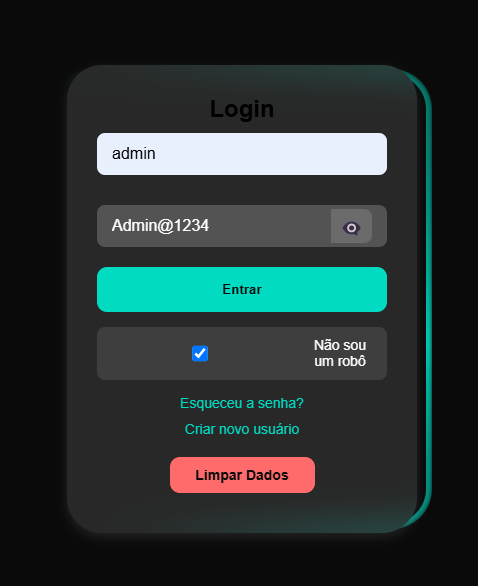 Login
admin
Admin@1234
Entrar
Não sou
um robô
Esqueceu a senha?
Criar novo usuário
Limpar Dados